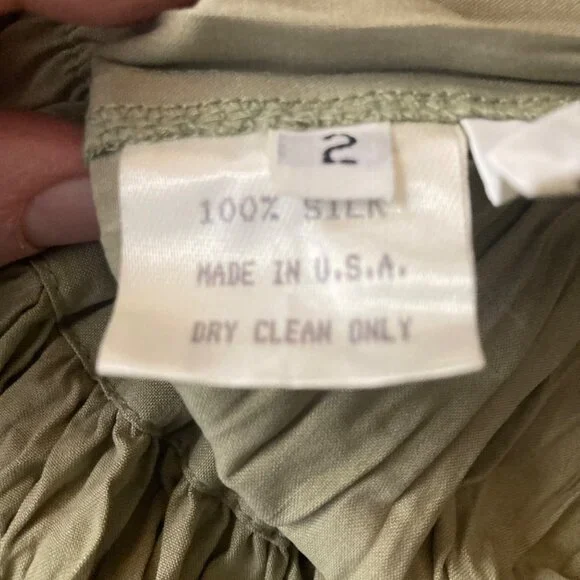 2
100% SILK
MADE IN U.S.A.
DRY CLEAN ONLY